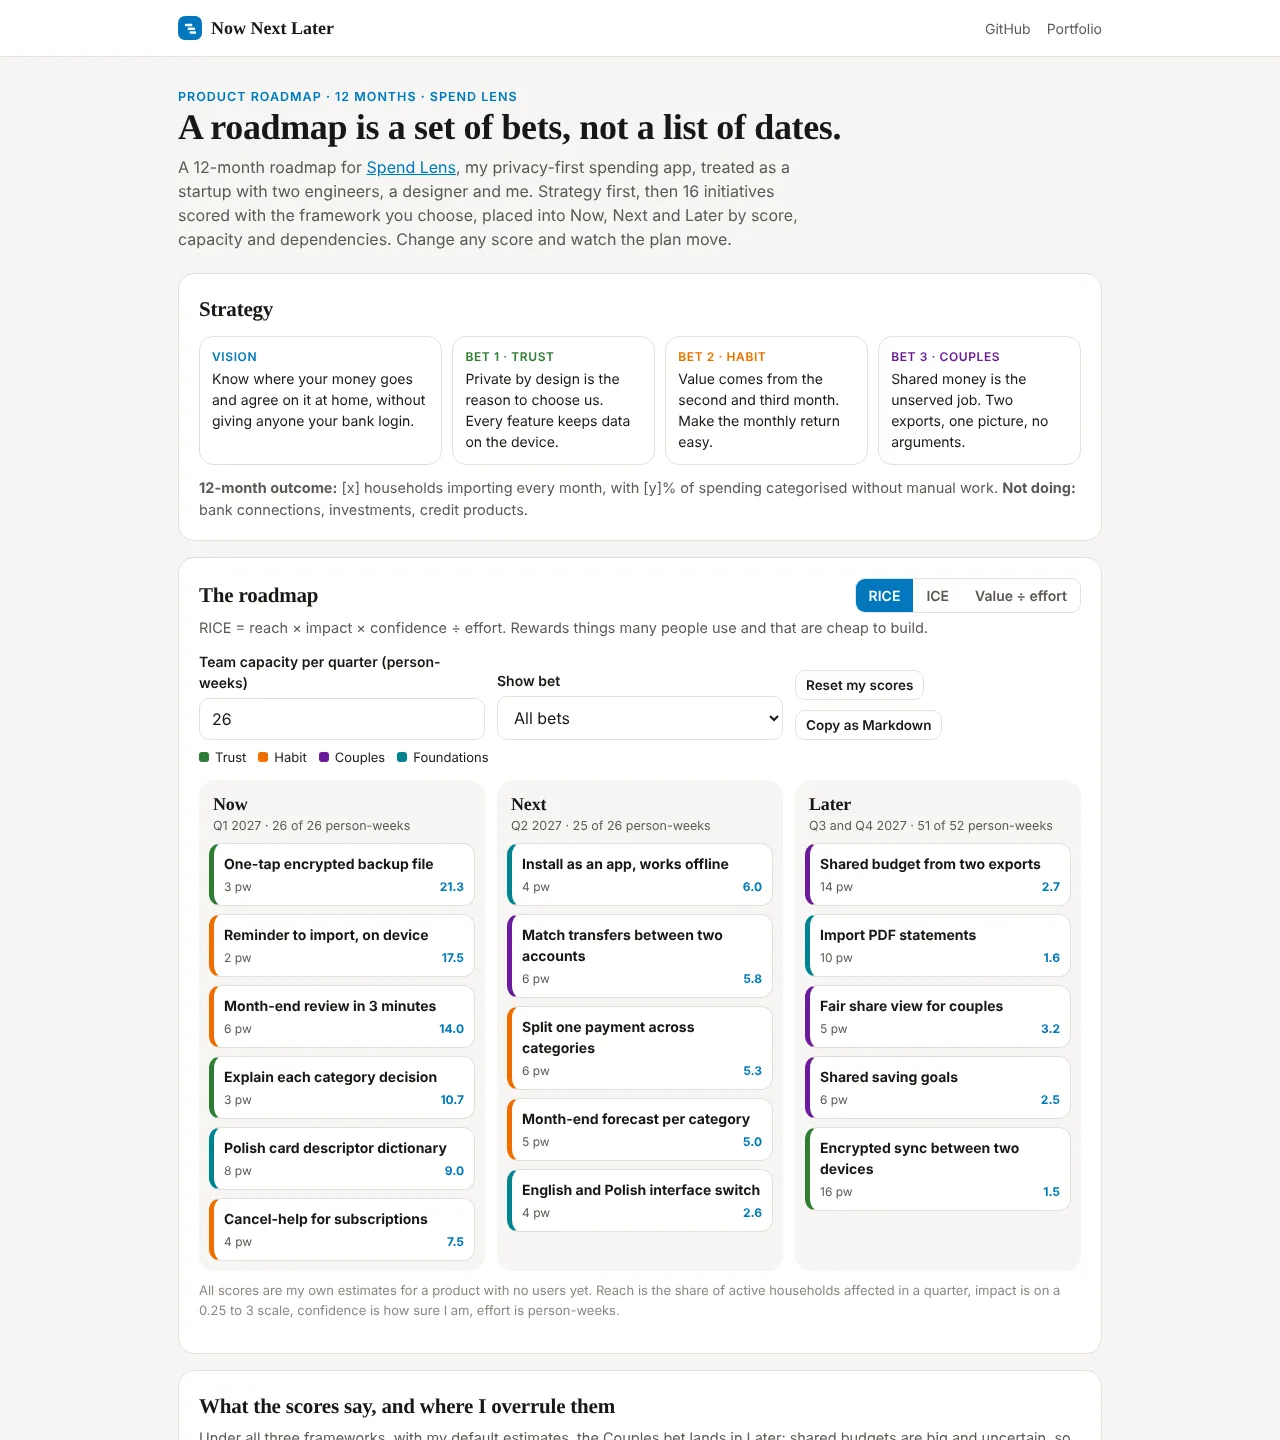 Now Next Later
GitHub Portfolio
PRODUCT ROADMAP · 12 MONTHS · SPEND LENS
A roadmap is a set of bets, not a list of dates.
A 12-month roadmap for Spend Lens, my privacy-first spending app, treated as a
startup with two engineers, a designer and me. Strategy first, then 16 initiatives
scored with the framework you choose, placed into Now, Next and Later by score,
capacity and dependencies. Change any score and watch the plan move.
Strategy
VISION
Know where your money goes
and agree on it at home, without
giving anyone your bank login.
BET 1 · TRUST
Private by design is the
reason to choose us.
Every feature keeps data
on the device.
BET 2 · HABIT
Value comes from the
second and third month.
Make the monthly return
easy.
BET 3 · COUPLES
Shared money is the
unserved job. Two
exports, one picture, no
arguments.
12-month outcome: [x] households importing every month, with [y]% of spending categorised without manual work. Not doing:
bank connections, investments, credit products.
The roadmap
RICE ICE Value ÷ effort
RICE = reach × impact × confidence ÷ effort. Rewards things many people use and that are cheap to build.
Team capacity per quarter (person-
weeks)
26
Show bet
All bets
Reset my scores
Copy as Markdown
Trust Habit Couples Foundations
Now
Q1 2027 · 26 of 26 person-weeks
One-tap encrypted backup file
3 pw 21.3
Reminder to import, on device
2 pw 17.5
Month-end review in 3 minutes
6 pw 14.0
Explain each category decision
3 pw 10.7
Polish card descriptor dictionary
8 pw 9.0
Cancel-help for subscriptions
4 pw 7.5
Next
Q2 2027 · 25 of 26 person-weeks
Install as an app, works offline
4 pw 6.0
Match transfers between two
accounts
6 pw 5.8
Split one payment across
categories
6 pw 5.3
Month-end forecast per category
5 pw 5.0
English and Polish interface switch
4 pw 2.6
Later
Q3 and Q4 2027 · 51 of 52 person-weeks
Shared budget from two exports
14 pw 2.7
Import PDF statements
10 pw 1.6
Fair share view for couples
5 pw 3.2
Shared saving goals
6 pw 2.5
Encrypted sync between two
devices
16 pw 1.5
All scores are my own estimates for a product with no users yet. Reach is the share of active households affected in a quarter, impact is on a
0.25 to 3 scale, confidence is how sure I am, effort is person-weeks.
What the scores say, and where I overrule them
Under all three frameworks, with my default estimates, the Couples bet lands in Later: shared budgets are big and uncertain, so